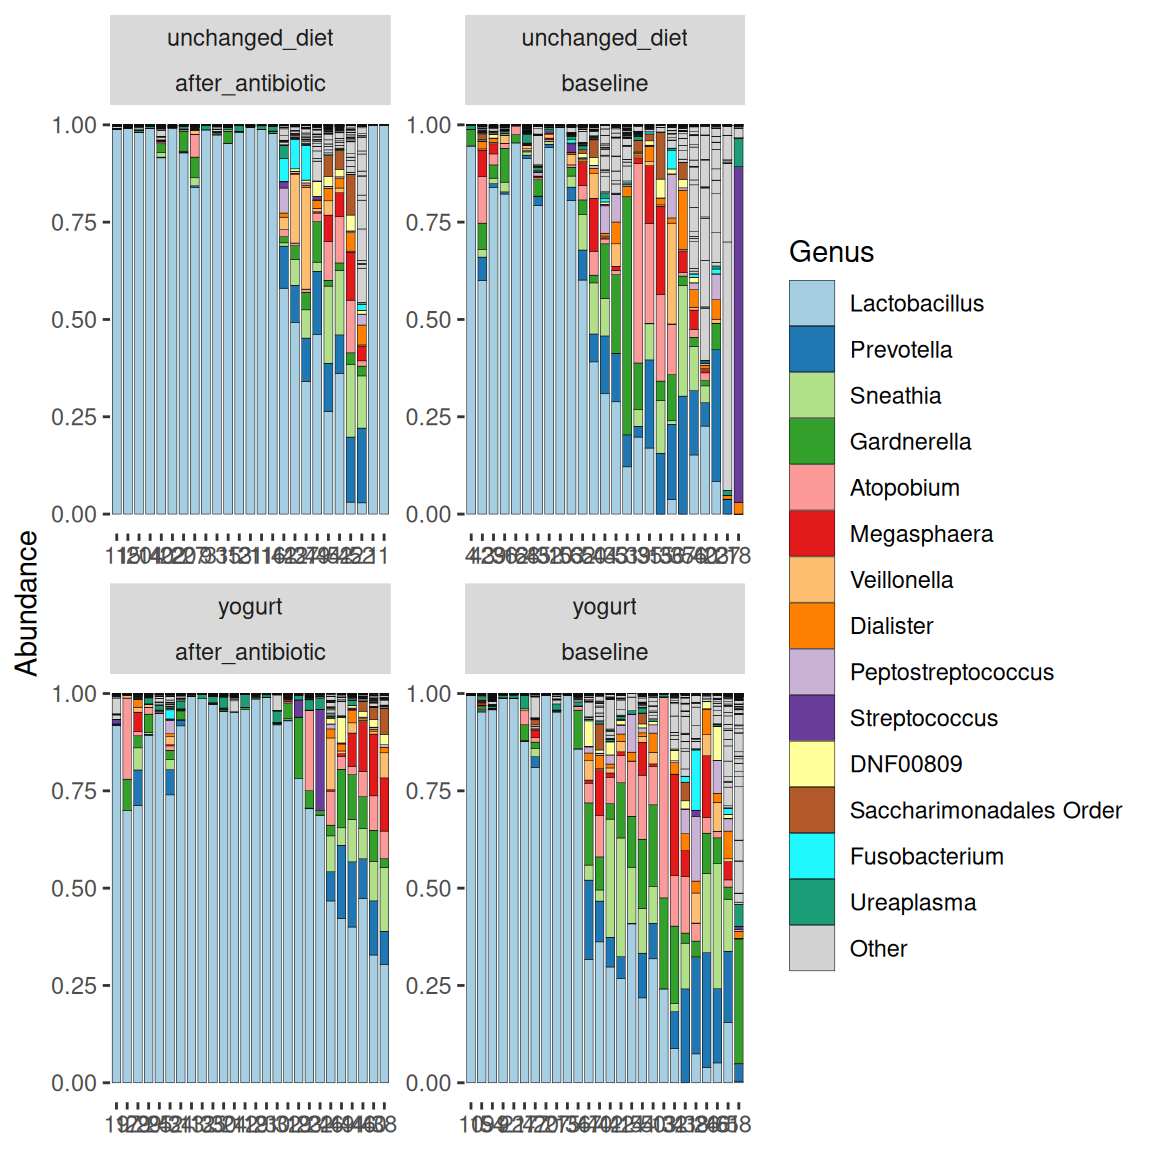 unchanged_diet
after_antibiotic
unchanged_diet
baseline
1.00
0.75
0.50
0.25
0.00
1.00
0.75
0.50
0.25
0.00
Abundance
yogurt
after_antibiotic
yogurt
baseline
1.00
0.75
0.50
0.25
0.00
1.00
0.75
0.50
0.25
0.00
Genus
Lactobacillus
Prevotella
Sneathia
Gardnerella
Atopobium
Megasphaera
Veillonella
Dialister
Peptostreptococcus
Streptococcus
DNF00809
Saccharimonadales Order
Fusobacterium
Ureaplasma
Other